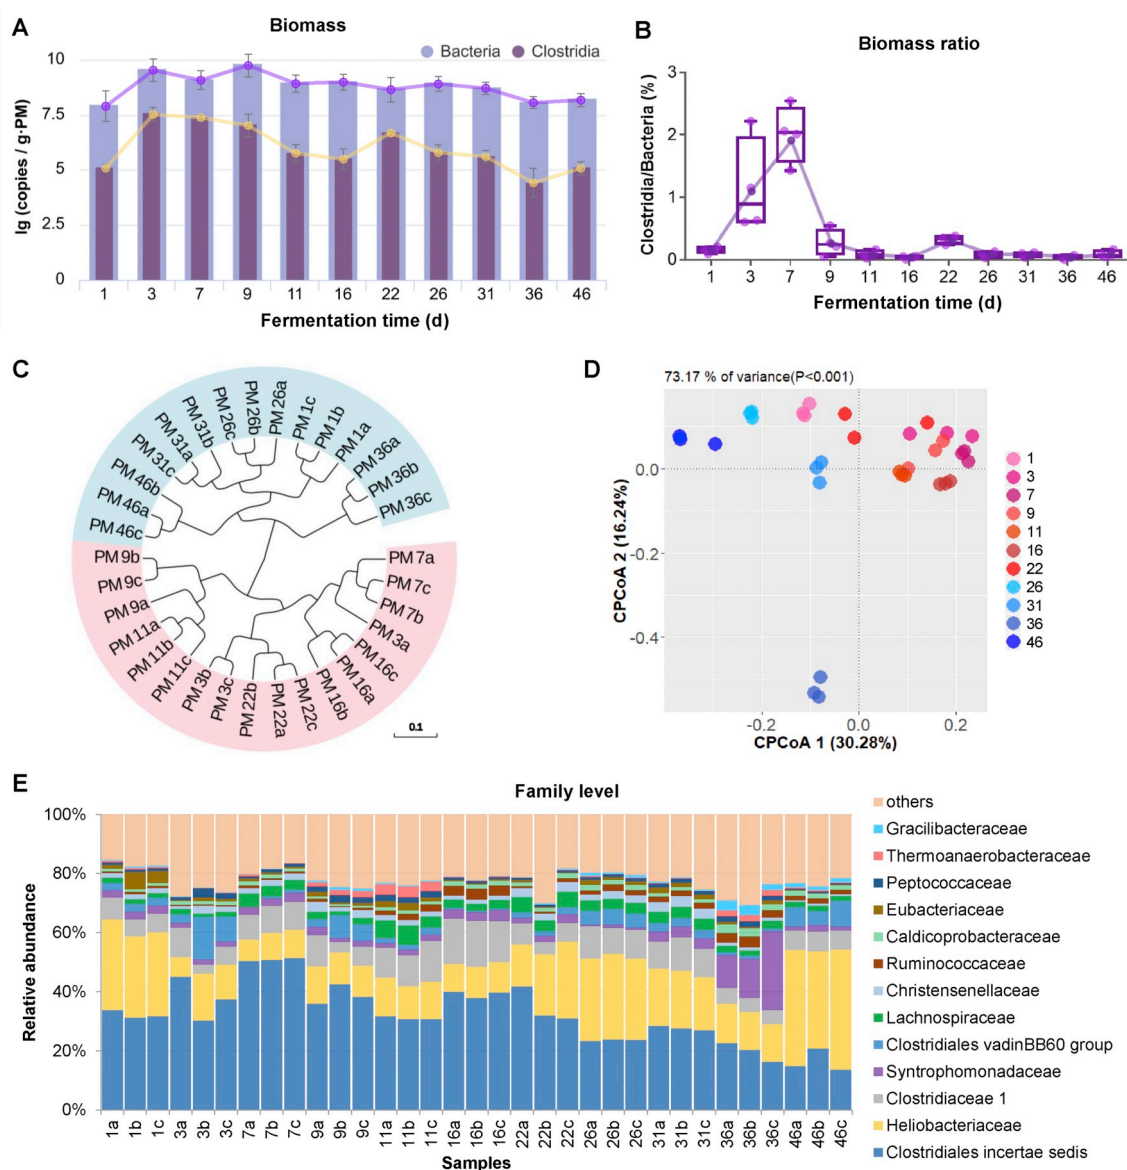 A
Biomass
Bacteria Clostridia
lg (copies / g·PM)
10
7.5
5
2.5
0
1 3 7 9 11 16 22 26 31 36 46
Fermentation time (d)
B
Biomass ratio
Clostridia/Bacteria (%)
3
2
1
0
1 3 7 9 11 16 22 26 31 36 46
Fermentation time (d)
C
PM 46c
PM 46a
PM 46b
PM 31c
PM 31a
PM 31b
PM 26c
PM 26b
PM 26a
PM 1c
PM 1b
PM 1a
PM 36a
PM 36b
PM 36c
PM 7a
PM 7c
PM 7b
PM 3a
PM 16c
PM 16a
PM 16b
PM 22c
PM 22a
PM 22b
PM 3c
PM 3b
PM 11c
PM 11b
PM 11a
PM 9a
PM 9c
PM 9b
0.1
D
73.17 % of variance(P<0.001)
CPCoA 2 (16.24%)
0.0
-0.2
-0.4
-0.2 0.0 0.2
CPCoA 1 (30.28%)
1
3
7
9
11
16
22
26
31
36
46
E
Family level
Relative abundance
100%
80%
60%
40%
20%
0%
1a 1b 1c 3a 3b 3c 7a 7b 7c 9a 9b 9c 11a 11b 11c 16a 16b 16c 22a 22b 22c 26a 26b 26c 31a 31b 31c 36a 36b 36c 46a 46b 46c
Samples
others
Gracilibacteraceae
Thermoanaerobacteraceae
Peptococcaceae
Eubacteriaceae
Caldicoprobacteraceae
Ruminococcaceae
Christensenellaceae
Lachnospiraceae
Clostridiales vadinBB60 group
Syntrophomonadaceae
Clostridiaceae 1
Heliobacteriaceae
Clostridiales incertae sedis